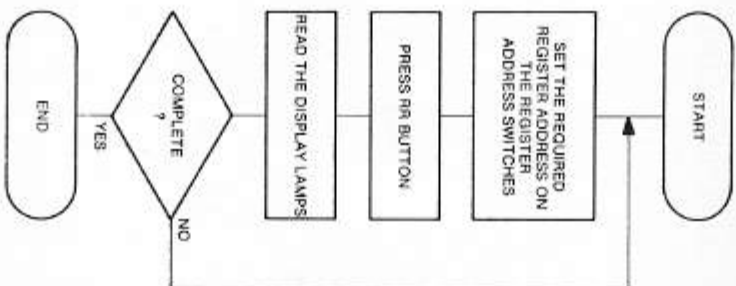 START
SET THE REQUIRED
REGISTER ADDRESS ON
THE REGISTER
ADDRESS SWITCHES
PRESS RR BUTTON
READ THE DISPLAY LAMPS
COMPLETE
?
NO
YES
END